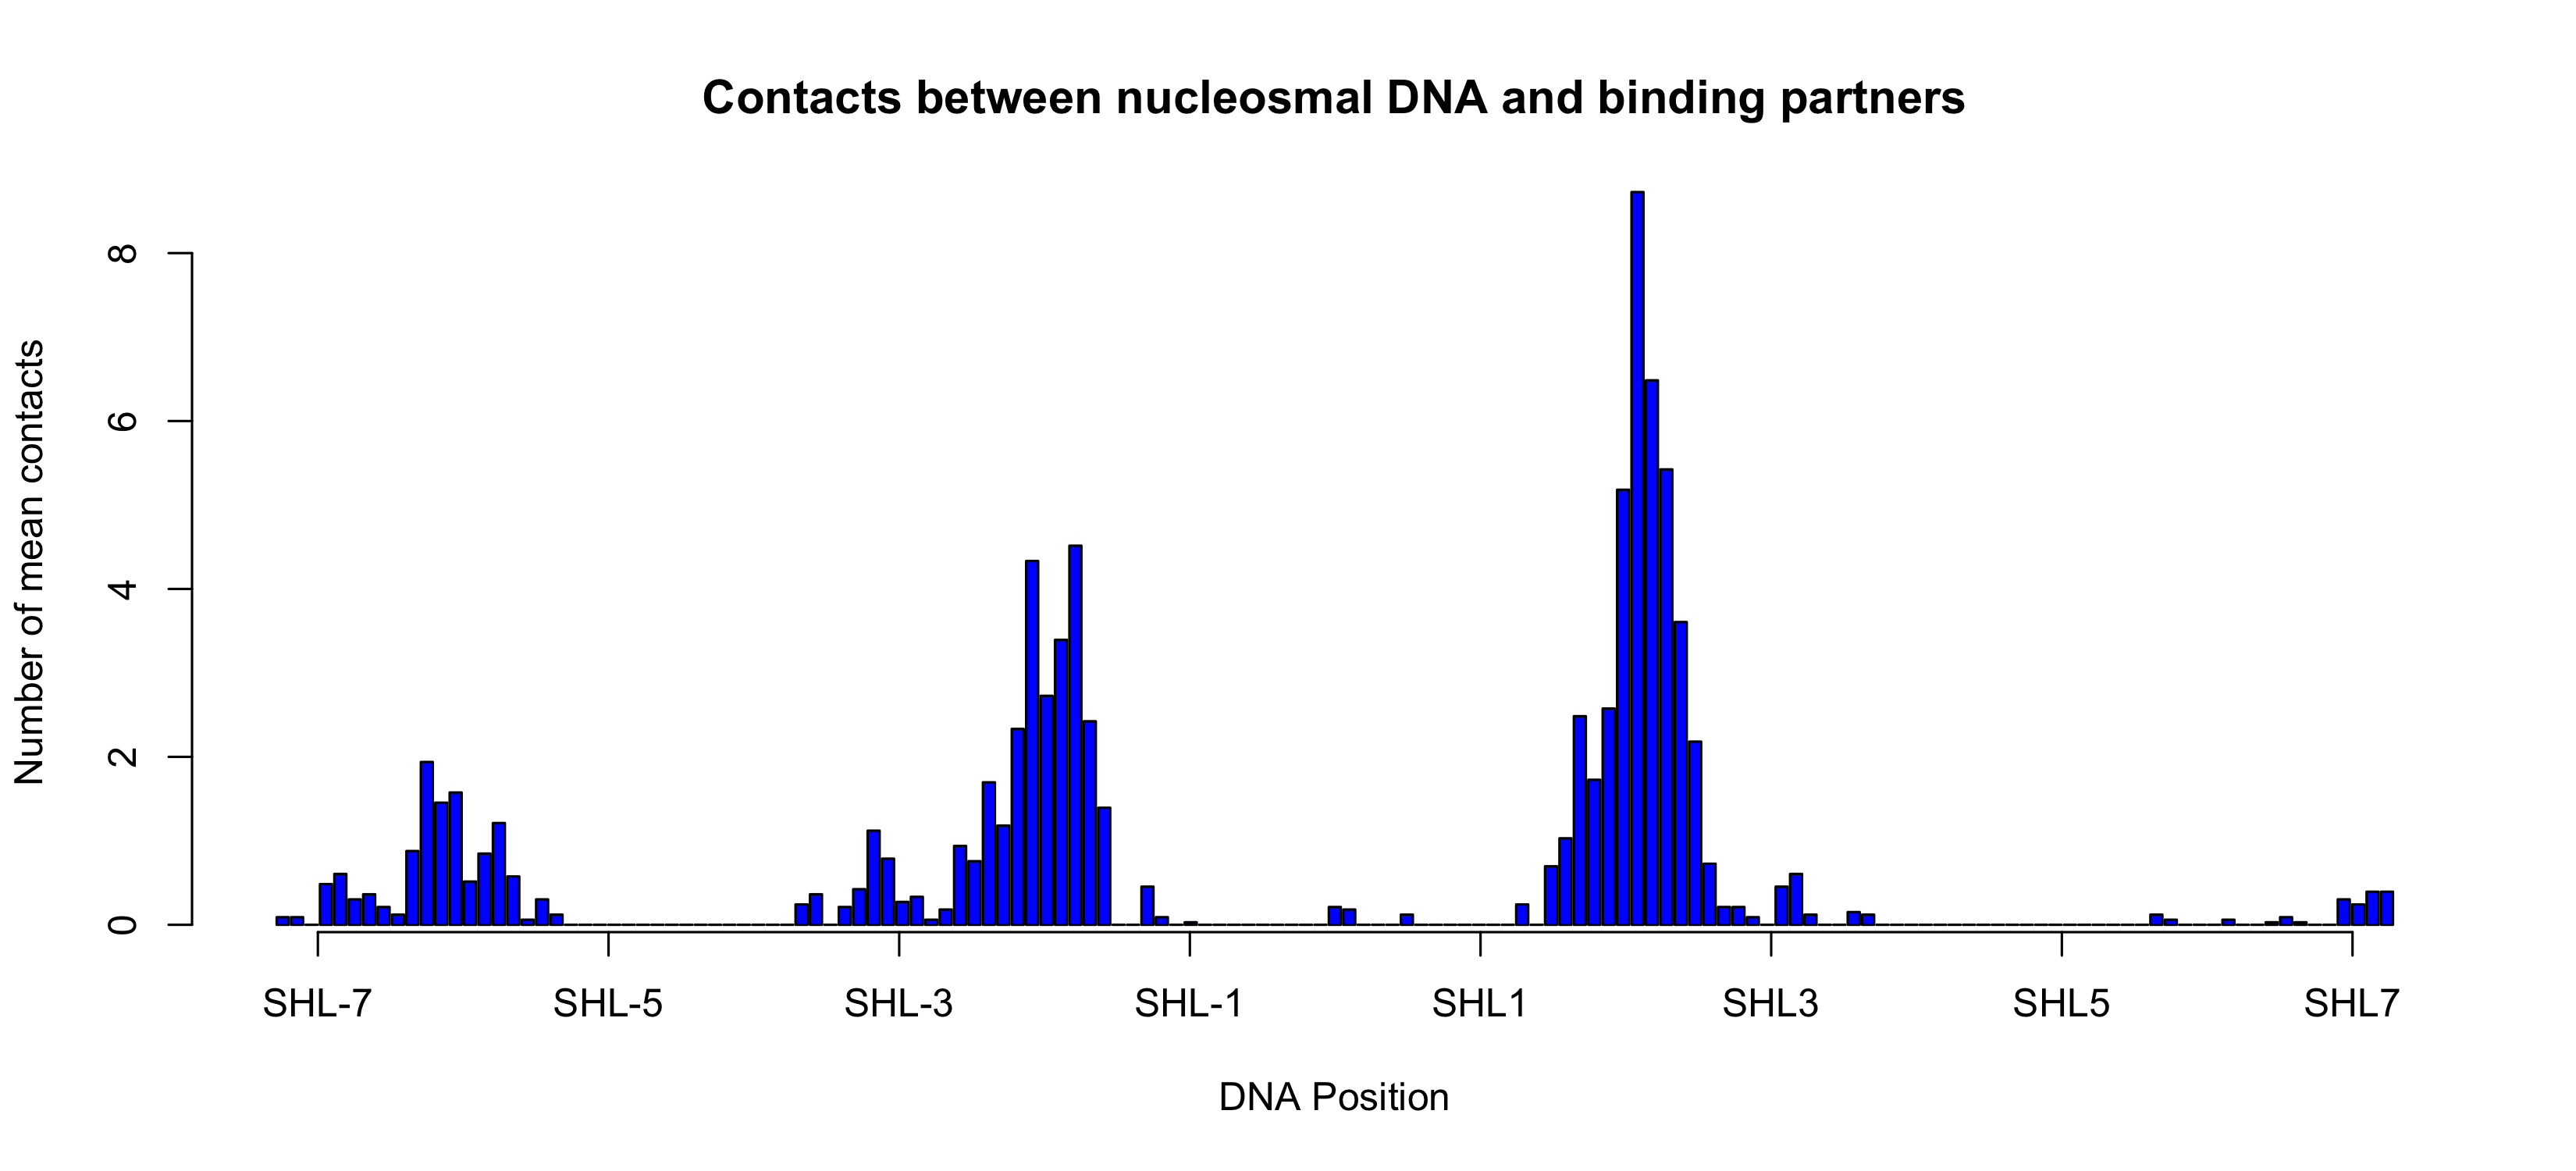 Contacts between nucleosmal DNA and binding partners
Number of mean contacts
8
6
4
2
0
SHL-7 SHL-5 SHL-3 SHL-1 SHL1 SHL3 SHL5 SHL7
DNA Position